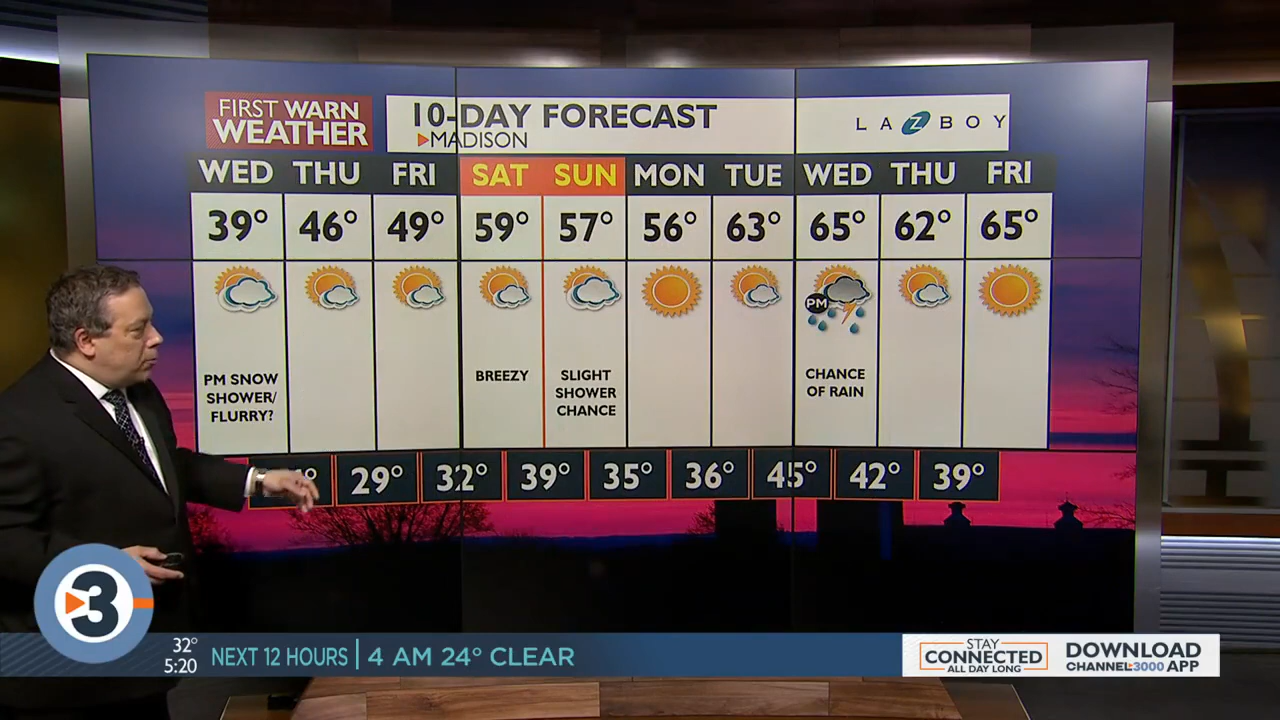 FIRST WARN
WEATHER
10-DAY FORECAST
MADISON
LA Z BOY
WED THU FRI SAT SUN MON TUE WED THU FRI
39° 46° 49° 59° 57° 56° 63° 65° 62° 65°
PM
PM SNOW
SHOWER/
FLURRY?
BREEZY
SLIGHT
SHOWER
CHANCE
CHANCE
OF RAIN
29° 32° 39° 35° 36° 45° 42° 39°
3
32°
5:20
NEXT 12 HOURS
4 AM 24° CLEAR
STAY
CONNECTED
ALL DAY LONG
DOWNLOAD
CHANNEL3000 APP